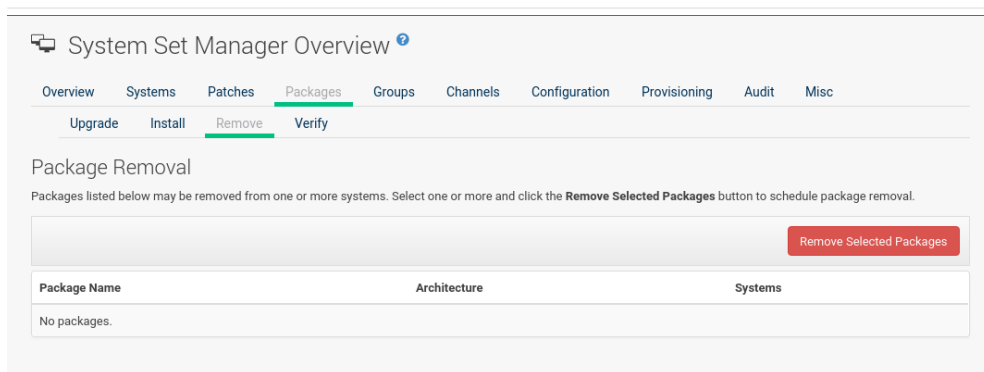 System Set Manager Overview ?
Overview Systems Patches Packages Groups Channels Configuration Provisioning Audit Misc
Upgrade Install Remove Verify
Package Removal
Packages listed below may be removed from one or more systems. Select one or more and click the Remove Selected Packages button to schedule package removal.
Remove Selected Packages
Package Name Architecture Systems
No packages.